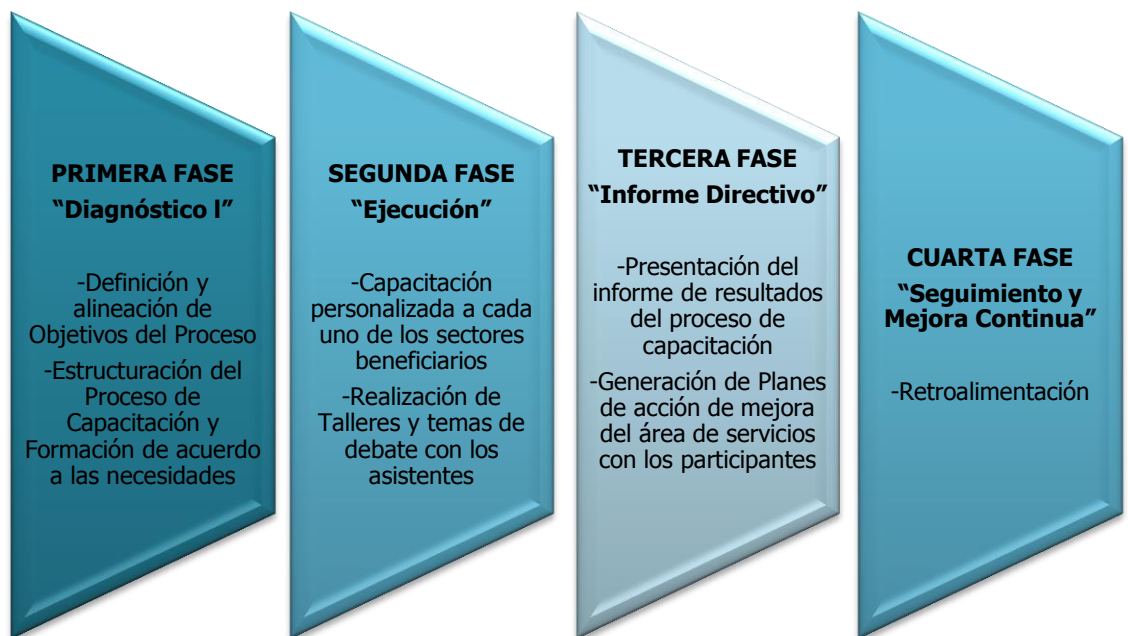 PRIMERA FASE
“Diagnóstico l”
-Definición y
alineación de
Objetivos del Proceso
-Estructuración del
Proceso de
Capacitación y
Formación de acuerdo
a las necesidades
SEGUNDA FASE
“Ejecución”
-Capacitación
personalizada a cada
uno de los sectores
beneficiarios
-Realización de
Talleres y temas de
debate con los
asistentes
TERCERA FASE
“Informe Directivo”
-Presentación del
informe de resultados
del proceso de
capacitación
-Generación de Planes
de acción de mejora
del área de servicios
con los participantes
CUARTA FASE
“Seguimiento y
Mejora Continua”
-Retroalimentación